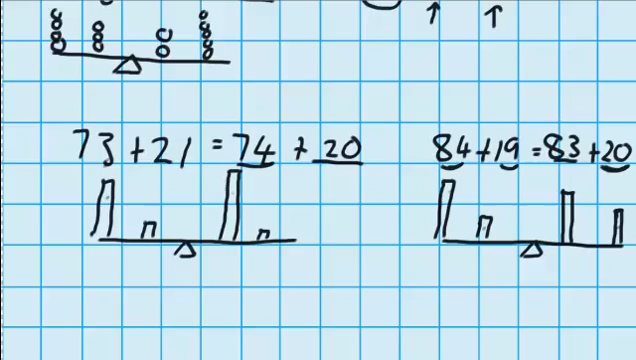 73 + 21 = 74 + 20
84 + 19 = 83 + 20